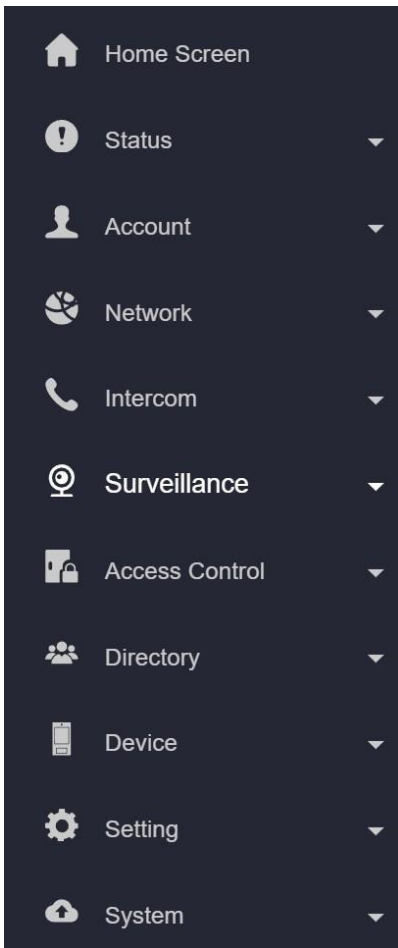 Home Screen
Status
Account
Network
Intercom
Surveillance
Access Control
Directory
Device
Setting
System